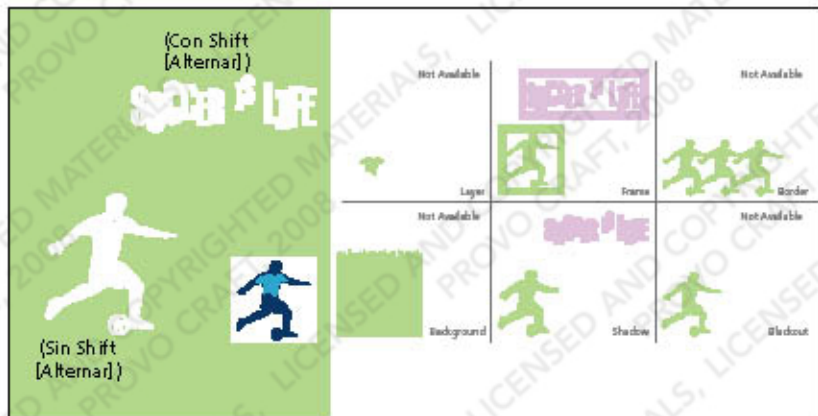 (Con Shift
[Alternar])
SOCCER IS LIFE
(Sin Shift
[Alternar])
Not Available
SOCCER IS LIFE
Not Available
Layer
Frame
Border
Not Available
SOCCER IS LIFE
Not Available
Background
Shadow
Blackout
LICENSED AND COPYRIGHTED MATERIALS,
PROVO CRAFT, 2008